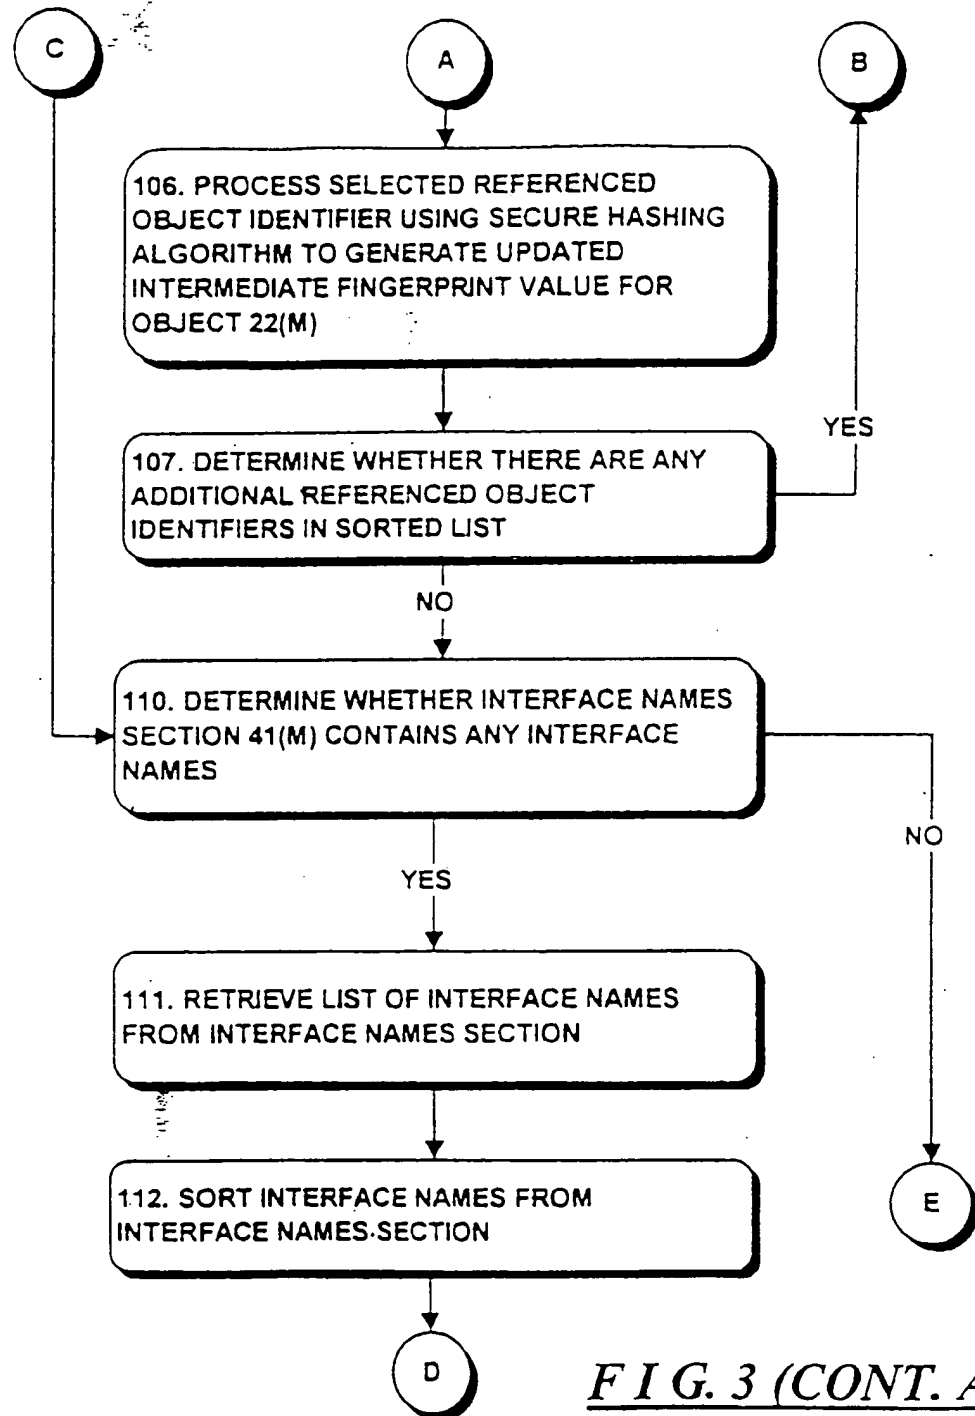 C
A
B
106. PROCESS SELECTED REFERENCED
OBJECT IDENTIFIER USING SECURE HASHING
ALGORITHM TO GENERATE UPDATED
INTERMEDIATE FINGERPRINT VALUE FOR
OBJECT 22(M)
YES
107. DETERMINE WHETHER THERE ARE ANY
ADDITIONAL REFERENCED OBJECT
IDENTIFIERS IN SORTED LIST
NO
110. DETERMINE WHETHER INTERFACE NAMES
SECTION 41(M) CONTAINS ANY INTERFACE
NAMES
NO
YES
111. RETRIEVE LIST OF INTERFACE NAMES
FROM INTERFACE NAMES SECTION
112. SORT INTERFACE NAMES FROM
INTERFACE NAMES SECTION
E
D
F I G. 3 (CONT. A